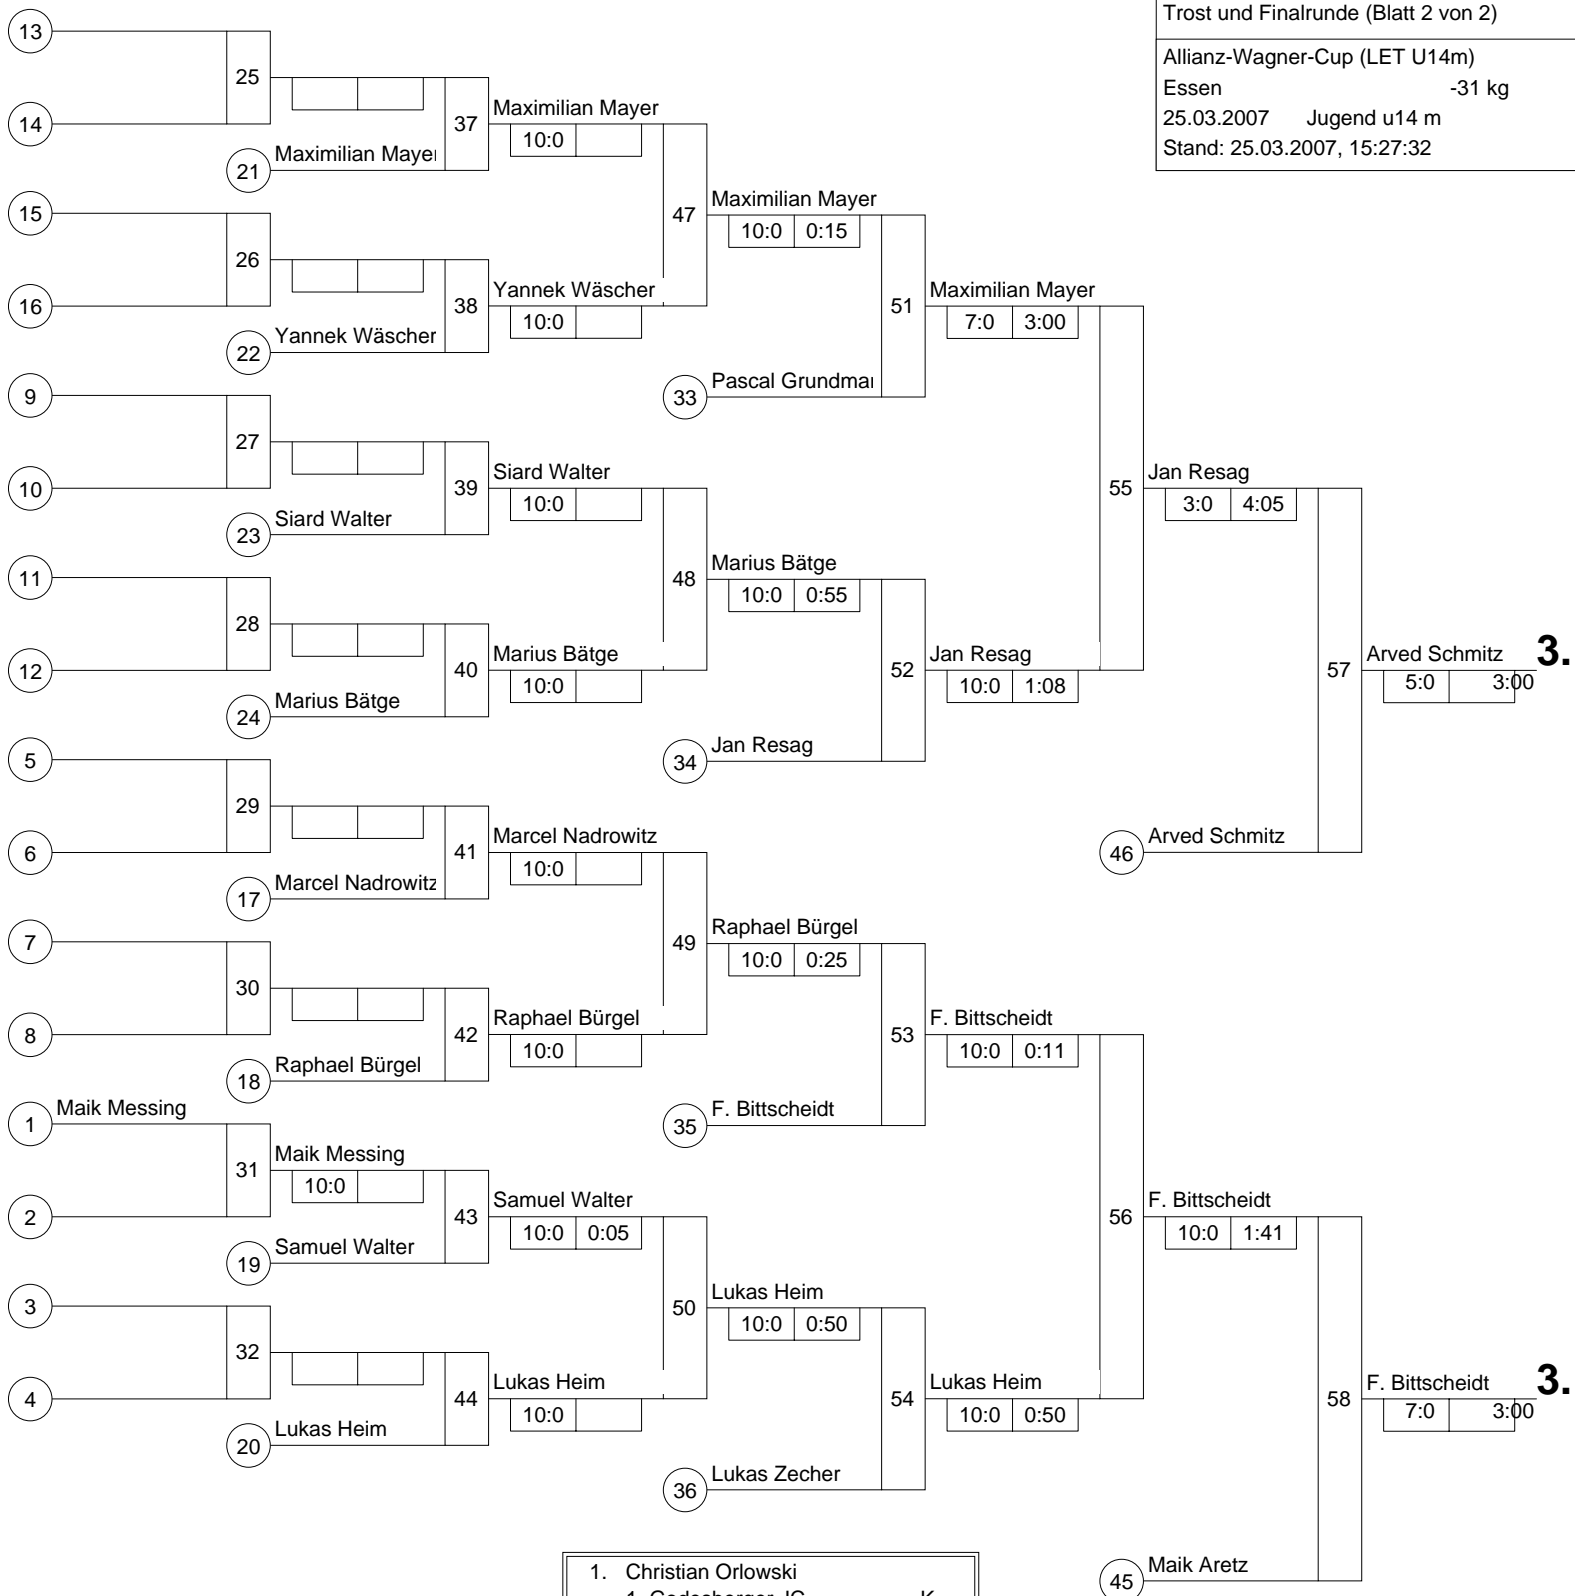 Trost und Finalrunde (Blatt 2 von 2)
Allianz-Wagner-Cup (LET U14m)
Essen -31 kg
25.03.2007 Jugend u14 m
Stand: 25.03.2007, 15:27:32
13
25
14
37
Maximilian Mayer
10:0
21 Maximilian Mayer
15
26
16
38
Yannek Wäscher
10:0
22 Yannek Wäscher
47
Maximilian Mayer
10:0 0:15
51
Maximilian Mayer
7:0 3:00
33 Pascal Grundma
9
27
10
39
Siard Walter
10:0
23 Siard Walter
11
28
12
40
Marius Bätge
10:0
24 Marius Bätge
48
Marius Bätge
10:0 0:55
52
Jan Resag
10:0 1:08
34 Jan Resag
55
Jan Resag
3:0 4:05
57
Arved Schmitz 3.
5:0 3:00
46 Arved Schmitz
5
29
6
41
Marcel Nadrowitz
10:0
17 Marcel Nadrowitz
7
30
8
42
Raphael Bürgel
10:0
18 Raphael Bürgel
49
Raphael Bürgel
10:0 0:25
53
F. Bittscheidt
10:0 0:11
35 F. Bittscheidt
1 Maik Messing
31
2
Maik Messing
10:0
43
Samuel Walter
10:0 0:05
19 Samuel Walter
3
32
4
44
Lukas Heim
10:0
20 Lukas Heim
50
Lukas Heim
10:0 0:50
54
Lukas Heim
10:0 0:50
36 Lukas Zecher
56
F. Bittscheidt
10:0 1:41
58
F. Bittscheidt 3.
7:0 3:00
45 Maik Aretz
1. Christian Orlowski
1. Godesberger JC K